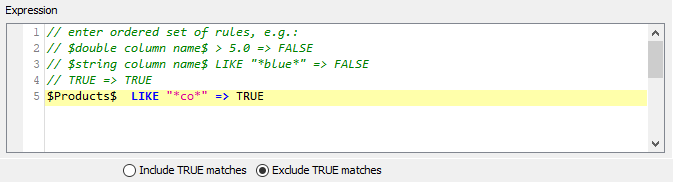 Expression
1 // enter ordered set of rules, e.g.:
2 // $double column name$ > 5.0 => FALSE
3 // $string column name$ LIKE "*blue*" => FALSE
4 // TRUE => TRUE
5 $Products$  LIKE "*co*" => TRUE
Include TRUE matches Exclude TRUE matches